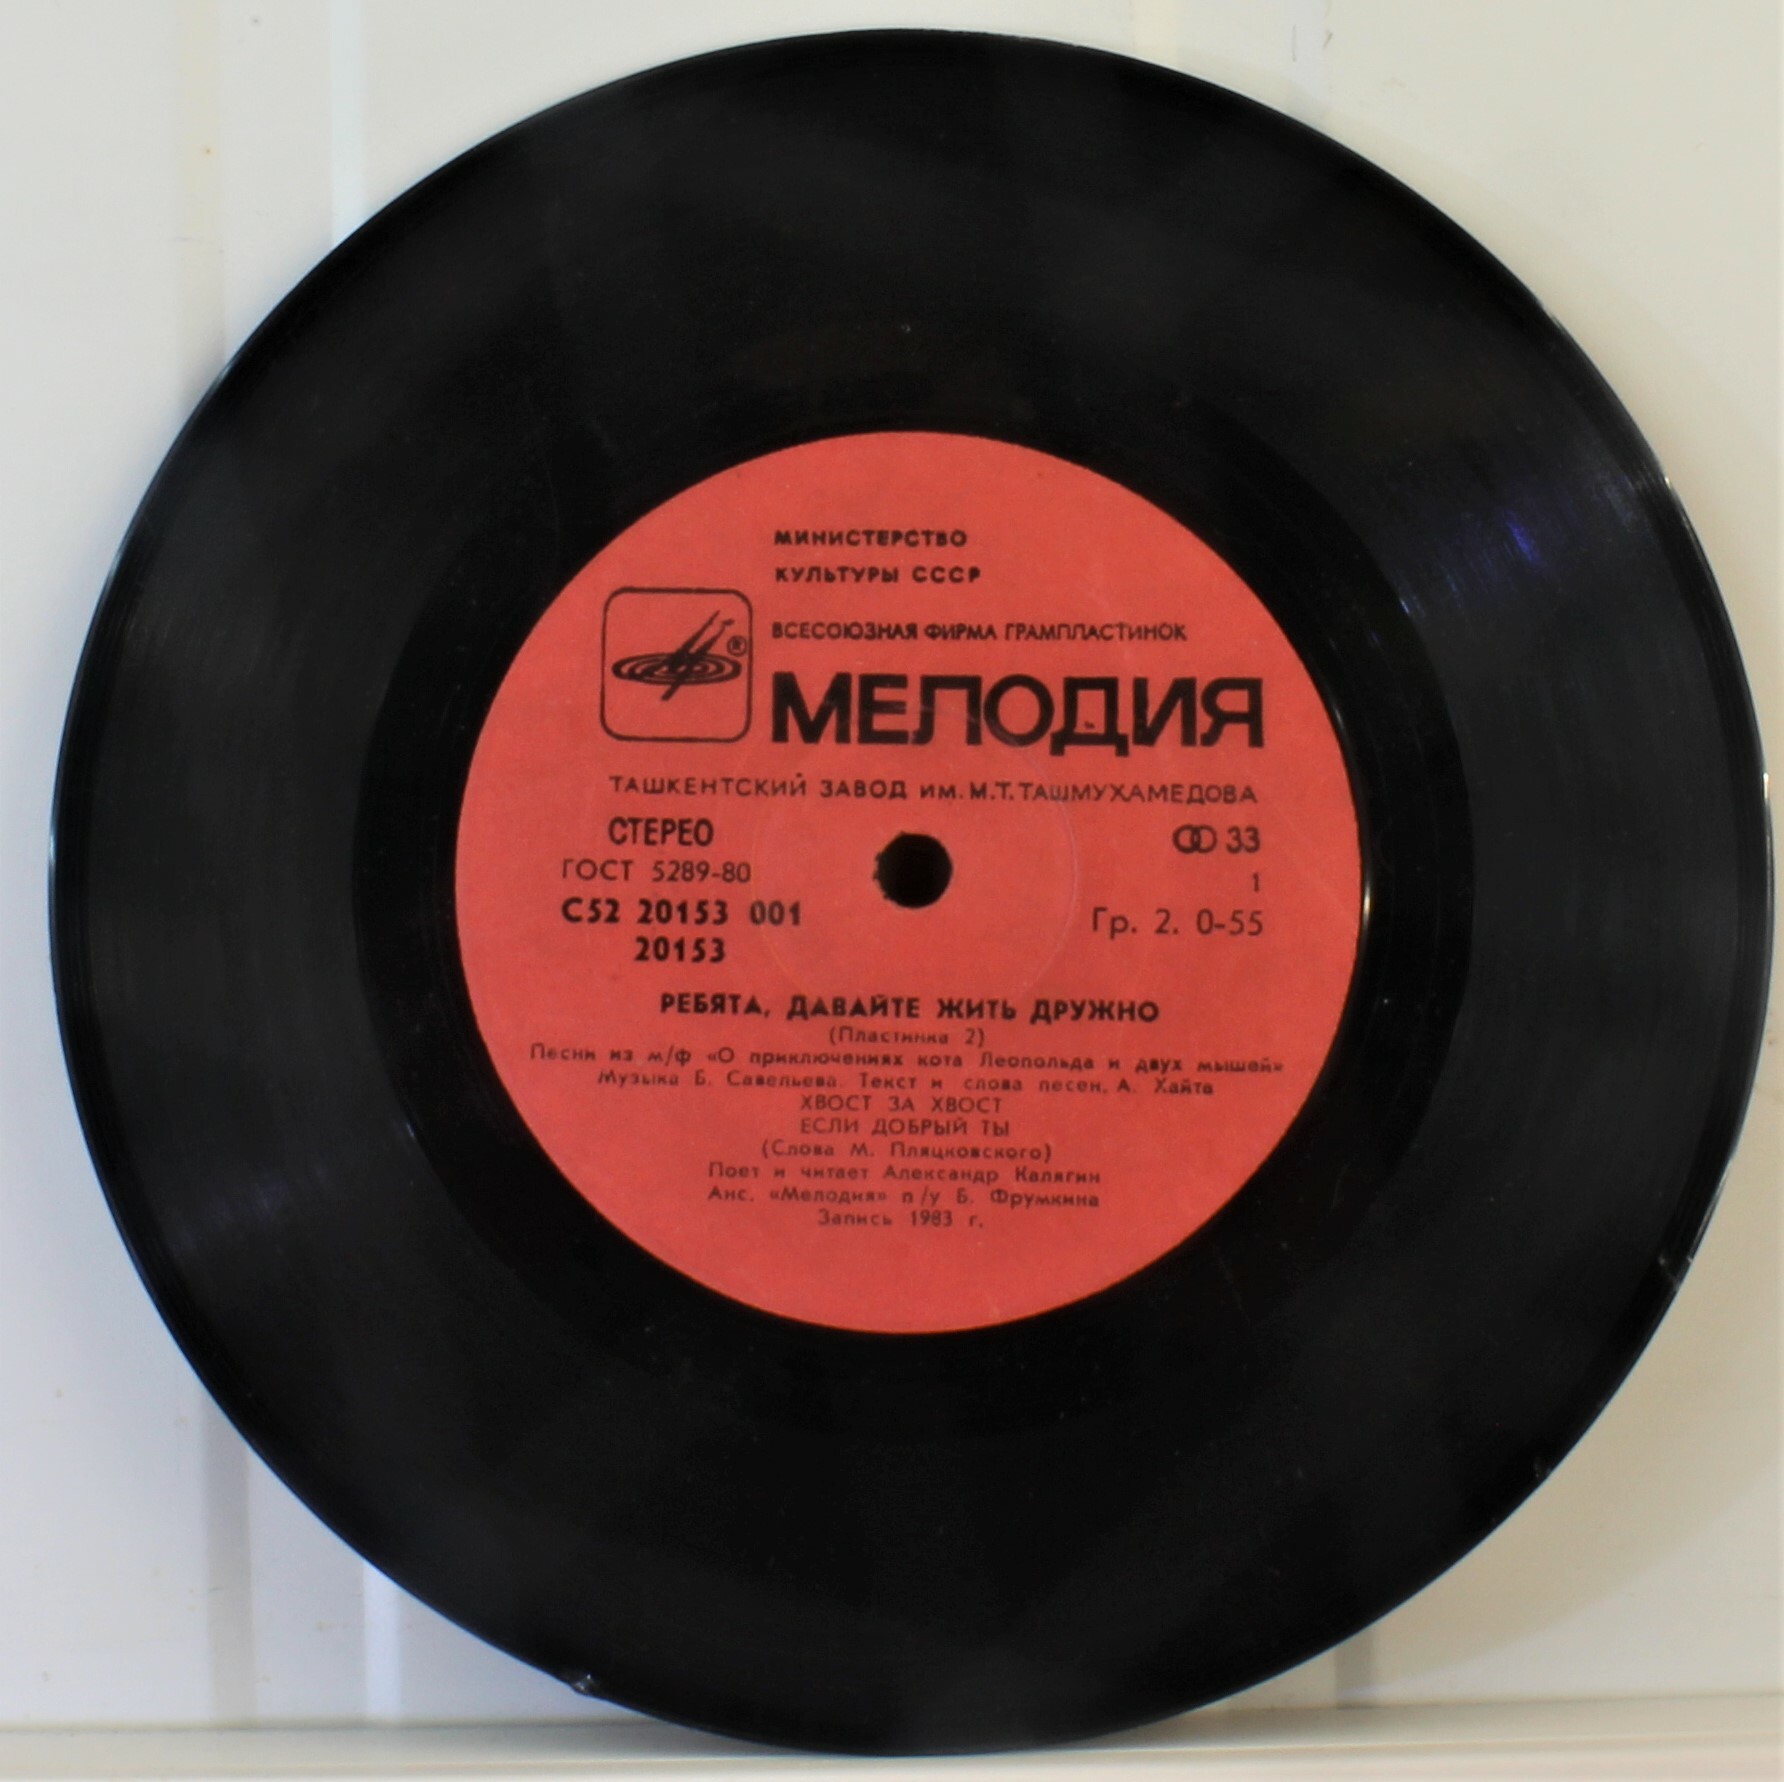 МИНИСТЕРСТВО
КУЛЬТУРЫ СССР
ВСЕСОЮЗНАЯ ФИРМА ГРАМПЛАСТИНОК
®
МЕЛОДИЯ
ТАШКЕНТСКИЙ ЗАВОД им. М.Т. ТАШМУХАМЕДОВА
СТЕРЕО
33
ГОСТ 5289-80
1
С52 20153 001
Гр. 2. 0-55
20153
РЕБЯТА, ДАВАЙТЕ ЖИТЬ ДРУЖНО
(Пластинка 2)
Песни из м/ф «О приключениях кота Леопольда и двух мышей»
Музыка Б. Савельева. Текст и слова песен. А. Хайта
ХВОСТ ЗА ХВОСТ
ЕСЛИ ДОБРЫЙ ТЫ
(Слова М. Пляцковского)
Поет и читает Александр Калягин
Анс. «Мелодия» п/у Б. Фрумкина
Запись 1983 г.